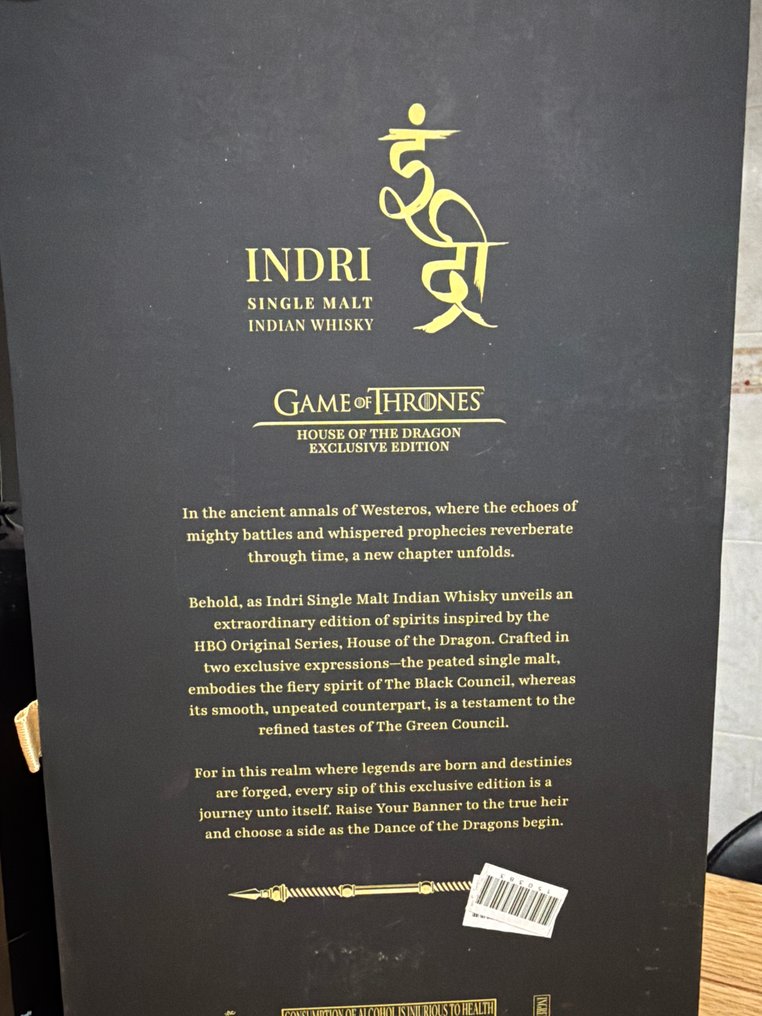 इंद्री
INDRI
SINGLE MALT
INDIAN WHISKY
GAME OF THRONES
HOUSE OF THE DRAGON
EXCLUSIVE EDITION
In the ancient annals of Westeros, where the echoes of
mighty battles and whispered prophecies reverberate
through time, a new chapter unfolds.
Behold, as Indri Single Malt Indian Whisky unveils an
extraordinary edition of spirits inspired by the
HBO Original Series, House of the Dragon. Crafted in
two exclusive expressions—the peated single malt,
embodies the fiery spirit of The Black Council, whereas
its smooth, unpeated counterpart, is a testament to the
refined tastes of The Green Council.
For in this realm where legends are born and destinies
are forged, every sip of this exclusive edition is a
journey unto itself. Raise Your Banner to the true heir
and choose a side as the Dance of the Dragons begin.
CONSUMPTION OF ALCOHOL IS INJURIOUS TO HEALTH